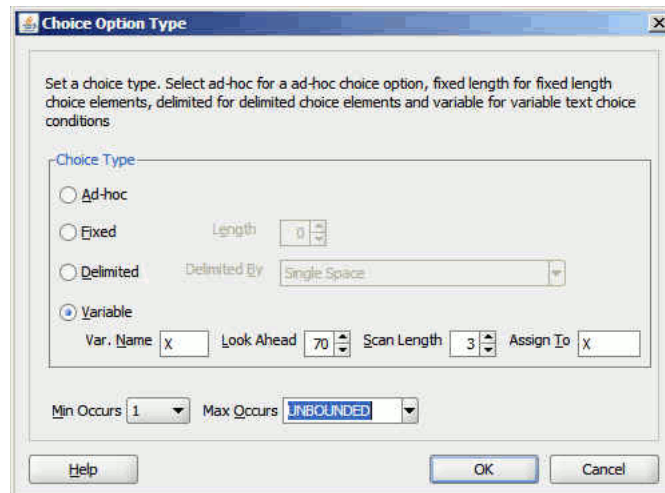 Choice Option Type
Set a choice type. Select ad-hoc for a ad-hoc choice option, fixed length for fixed length
choice elements, delimited for delimited choice elements and variable for variable text choice
conditions
Choice Type
Ad-hoc
Fixed Length 0
Delimited Delimited By Single Space
Variable
Var. Name X Look Ahead 70 Scan Length 3 Assign To X
Min Occurs 1 Max Occurs UNBOUNDED
Help OK Cancel